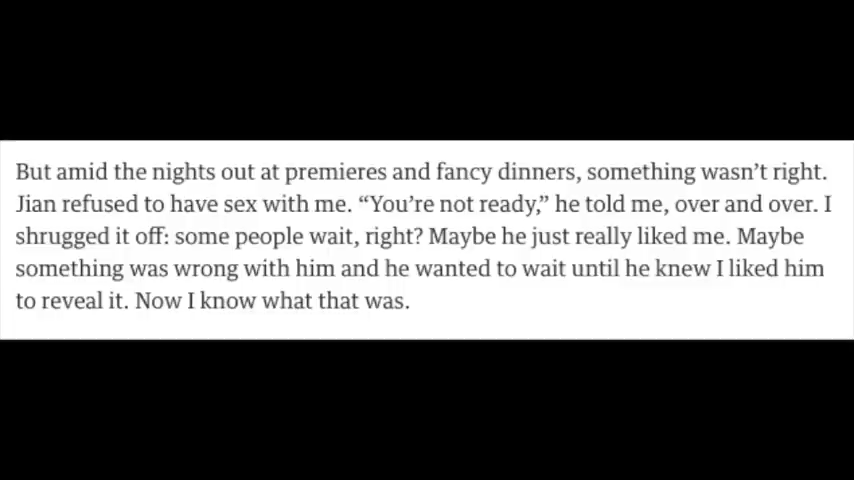 But amid the nights out at premieres and fancy dinners, something wasn’t right.
Jian refused to have sex with me. “You’re not ready,” he told me, over and over. I
shrugged it off: some people wait, right? Maybe he just really liked me. Maybe
something was wrong with him and he wanted to wait until he knew I liked him
to reveal it. Now I know what that was.